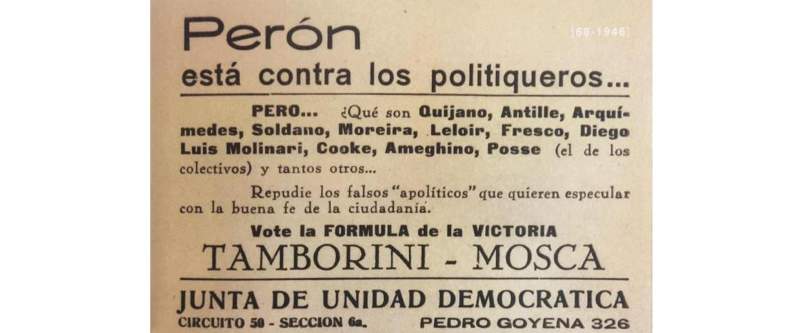 Perón
[68-1946]
está contra los politiqueros...
PERO... ¿Qué son Quijano, Antille, Arquí-
medes, Soldano, Moreira, Leloir, Fresco, Diego
Luis Molinari, Cooke, Ameghino, Posse (el de los
colectivos) y tantos otros...
Repudie los falsos "apolíticos" que quieren especular
con la buena fe de la ciudadanía.
Vote la FORMULA de la VICTORIA
TAMBORINI - MOSCA
JUNTA DE UNIDAD DEMOCRATICA
CIRCUITO 50 - SECCION 6a. PEDRO GOYENA 326